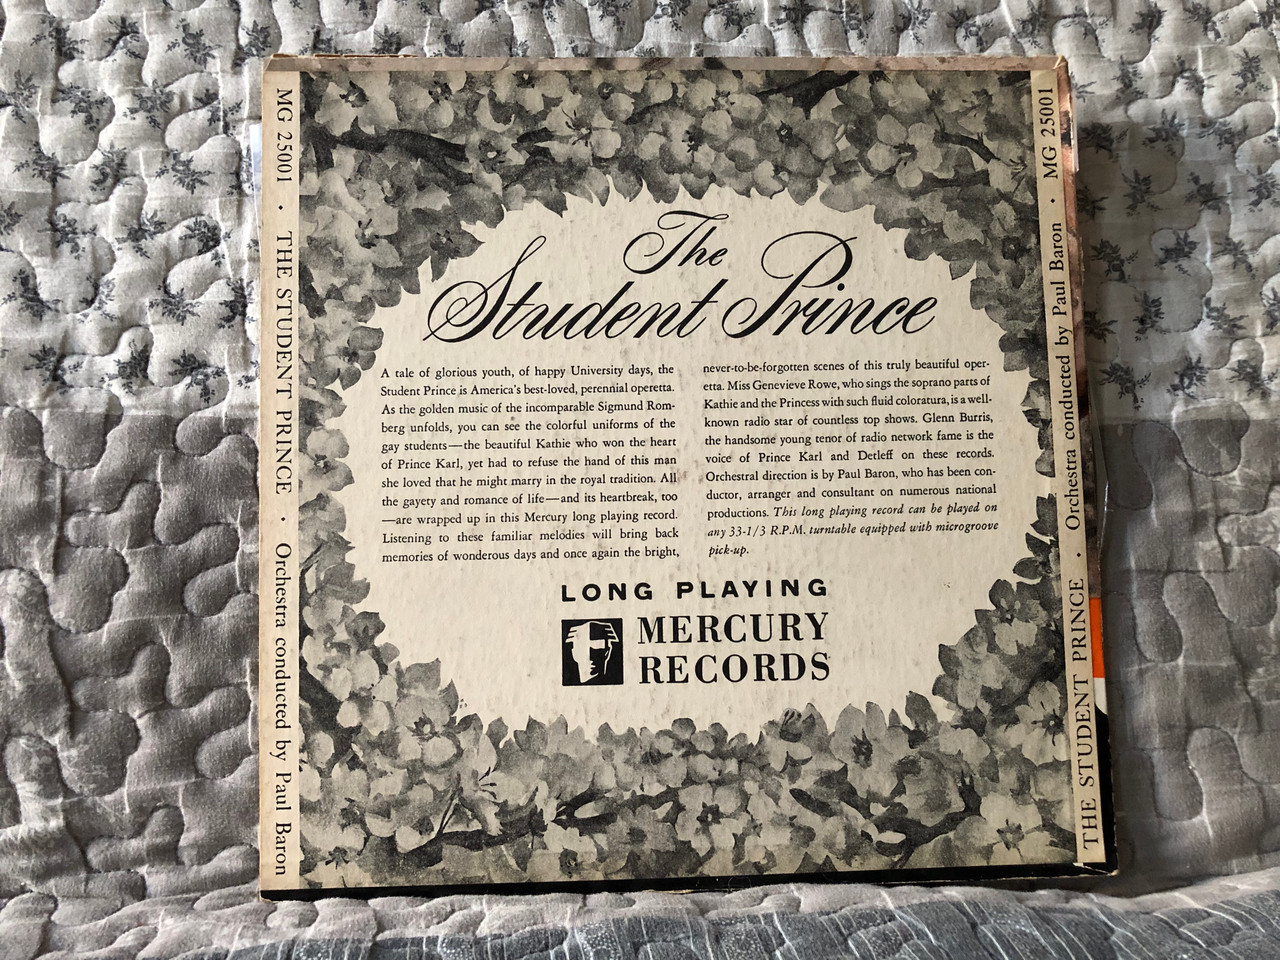 MG 25001 • THE STUDENT PRINCE • Orchestra conducted by Paul Baron
The
Student Prince
A tale of glorious youth, of happy University days, the
Student Prince is America's best-loved, perennial operetta.
As the golden music of the incomparable Sigmund Rom-
berg unfolds, you can see the colorful uniforms of the
gay students—the beautiful Kathie who won the heart
of Prince Karl, yet had to refuse the hand of this man
she loved that he might marry in the royal tradition. All
the gayety and romance of life—and its heartbreak, too
—are wrapped up in this Mercury long playing record.
Listening to these familiar melodies will bring back
memories of wonderous days and once again the bright,
never-to-be-forgotten scenes of this truly beautiful oper-
etta. Miss Genevieve Rowe, who sings the soprano parts of
Kathie and the Princess with such fluid coloratura, is a well-
known radio star of countless top shows. Glenn Burris,
the handsome young tenor of radio network fame is the
voice of Prince Karl and Detleff on these records.
Orchestral direction is by Paul Baron, who has been con-
ductor, arranger and consultant on numerous national
productions. This long playing record can be played on
any 33-1/3 R.P.M. turntable equipped with microgroove
pick-up.
LONG PLAYING
MERCURY
RECORDS
THE STUDENT PRINCE • Orchestra conducted by Paul Baron • MG 25001